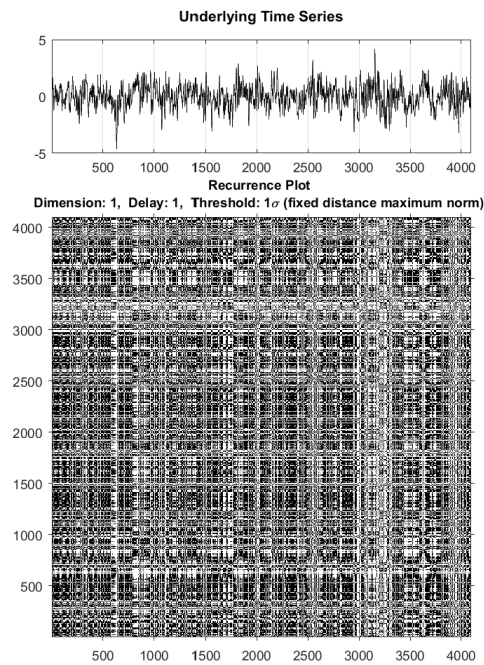 Underlying Time Series
5
0
-5
500 1000 1500 2000 2500 3000 3500 4000
Recurrence Plot
Dimension: 1, Delay: 1, Threshold: 1σ (fixed distance maximum norm)
4000
3500
3000
2500
2000
1500
1000
500
500 1000 1500 2000 2500 3000 3500 4000